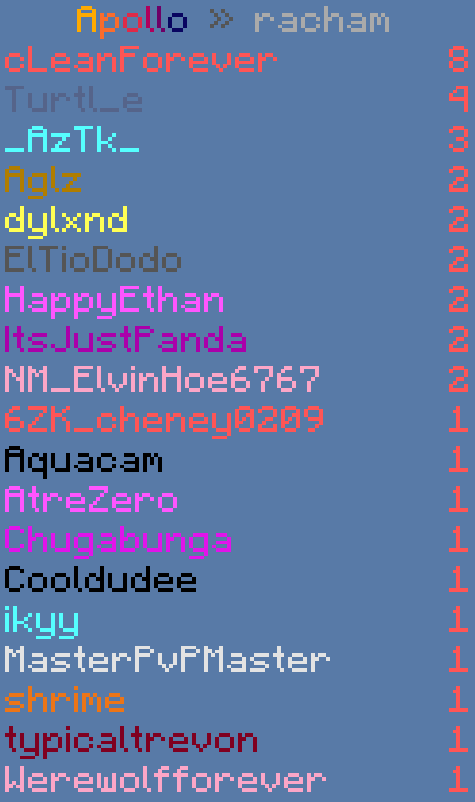 Apollo » racham
cLeanForever 8
Turtl_e 4
_AzTk_ 3
Aglz 2
dylxnd 2
ElTioDodo 2
HappyEthan 2
ItsJustPanda 2
NM_ElvinHoe6767 2
6ZK_cheney0209 1
Aquacam 1
AtreZero 1
Chugabunga 1
Cooldudee 1
ikyy 1
MasterPvPMaster 1
shrime 1
typicaltrevon 1
Werewolfforever 1